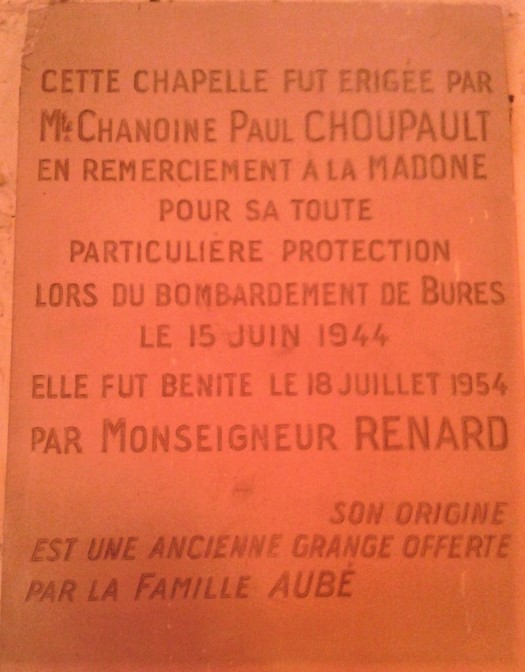 CETTE CHAPELLE FUT ERIGÉE PAR
Mr LE CHANOINE PAUL CHOUPAULT
EN REMERCIEMENT À LA MADONE
POUR SA TOUTE
PARTICULIÈRE PROTECTION
LORS DU BOMBARDEMENT DE BURES
LE 15 JUIN 1944
ELLE FUT BENITE LE 18 JUILLET 1954
PAR MONSEIGNEUR RENARD
SON ORIGINE
EST UNE ANCIENNE GRANGE OFFERTE
PAR LA FAMILLE AUBÉ